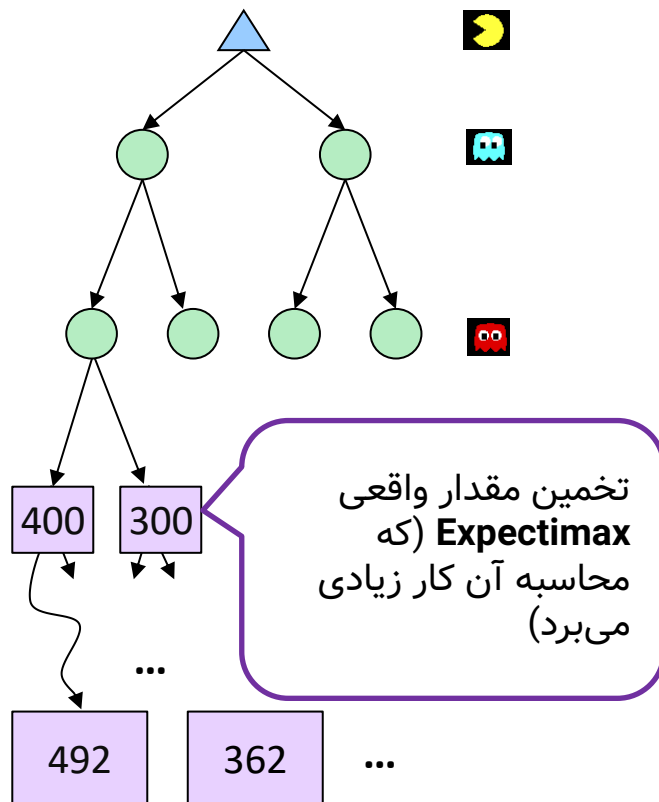 400
300
تخمین مقدار واقعی
Expectimax (که
محاسبه آن کار زیادی
می‌برد)
...
492
362
...